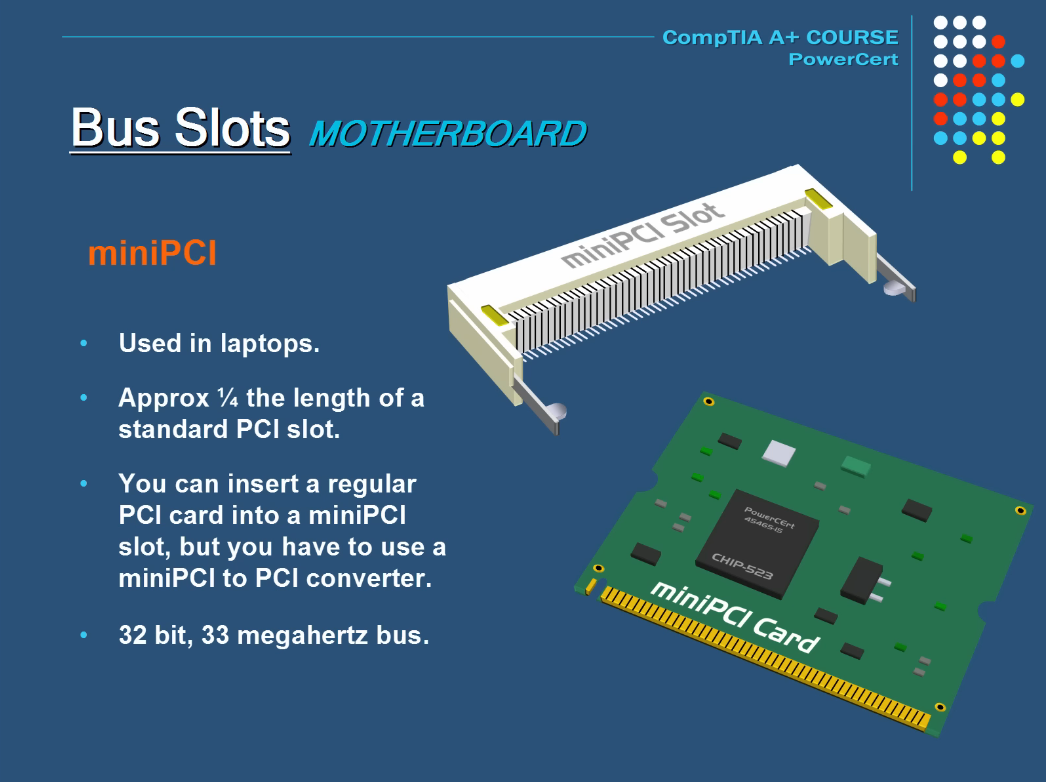 CompTIA A+ COURSE
PowerCert
Bus Slots MOTHERBOARD
miniPCI Slot
miniPCI
• Used in laptops.
• Approx ¼ the length of a
standard PCI slot.
• You can insert a regular
PCI card into a miniPCI
slot, but you have to use a
miniPCI to PCI converter.
• 32 bit, 33 megahertz bus.
PowerCErt
45465-IS
CHIP-523
miniPCI Card